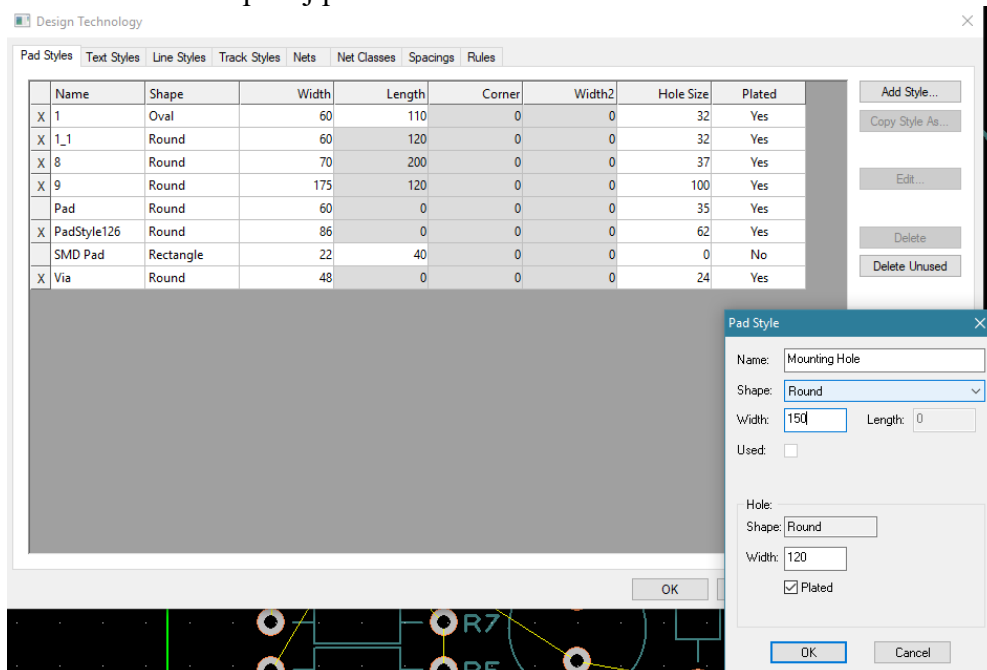 Design Technology
Pad Styles Text Styles Line Styles Track Styles Nets Net Classes Spacings Rules
Name Shape Width Length Corner Width2 Hole Size Plated
X 1 Oval 60 110 0 0 32 Yes
X 1_1 Round 60 120 0 0 32 Yes
X 8 Round 70 200 0 0 37 Yes
X 9 Round 175 120 0 0 100 Yes
Pad Round 60 0 0 0 35 Yes
X PadStyle126 Round 86 0 0 0 62 Yes
SMD Pad Rectangle 22 40 0 0 0 No
X Via Round 48 0 0 0 24 Yes
Add Style...
Copy Style As...
Edit...
Delete
Delete Unused
OK
Pad Style
Name: Mounting Hole
Shape: Round
Width: 150 Length: 0
Used:
Hole:
Shape: Round
Width: 120
Plated
OK Cancel
R7